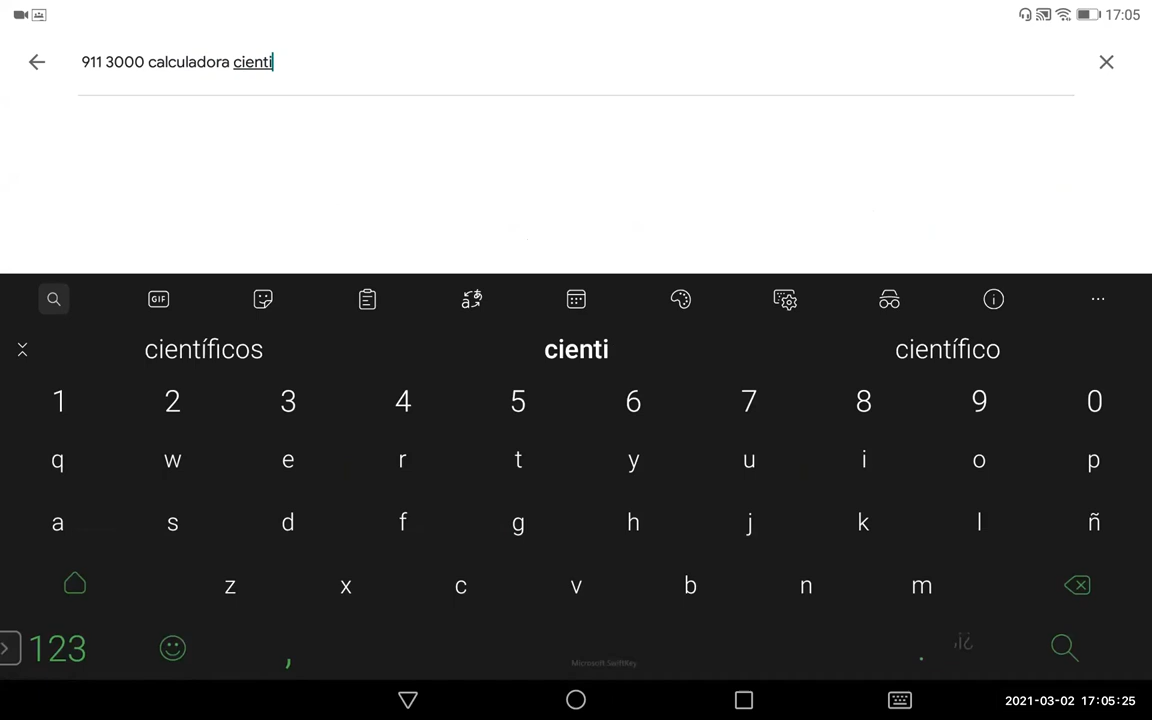 17:05
911 3000 calculadora cienti
GIF
científicos cienti científico
1 2 3 4 5 6 7 8 9 0
q w e r t y u i o p
a s d f g h j k l ñ
z x c v b n m
123 , Microsoft SwiftKey . ¡¿
2021-03-02 17:05:25